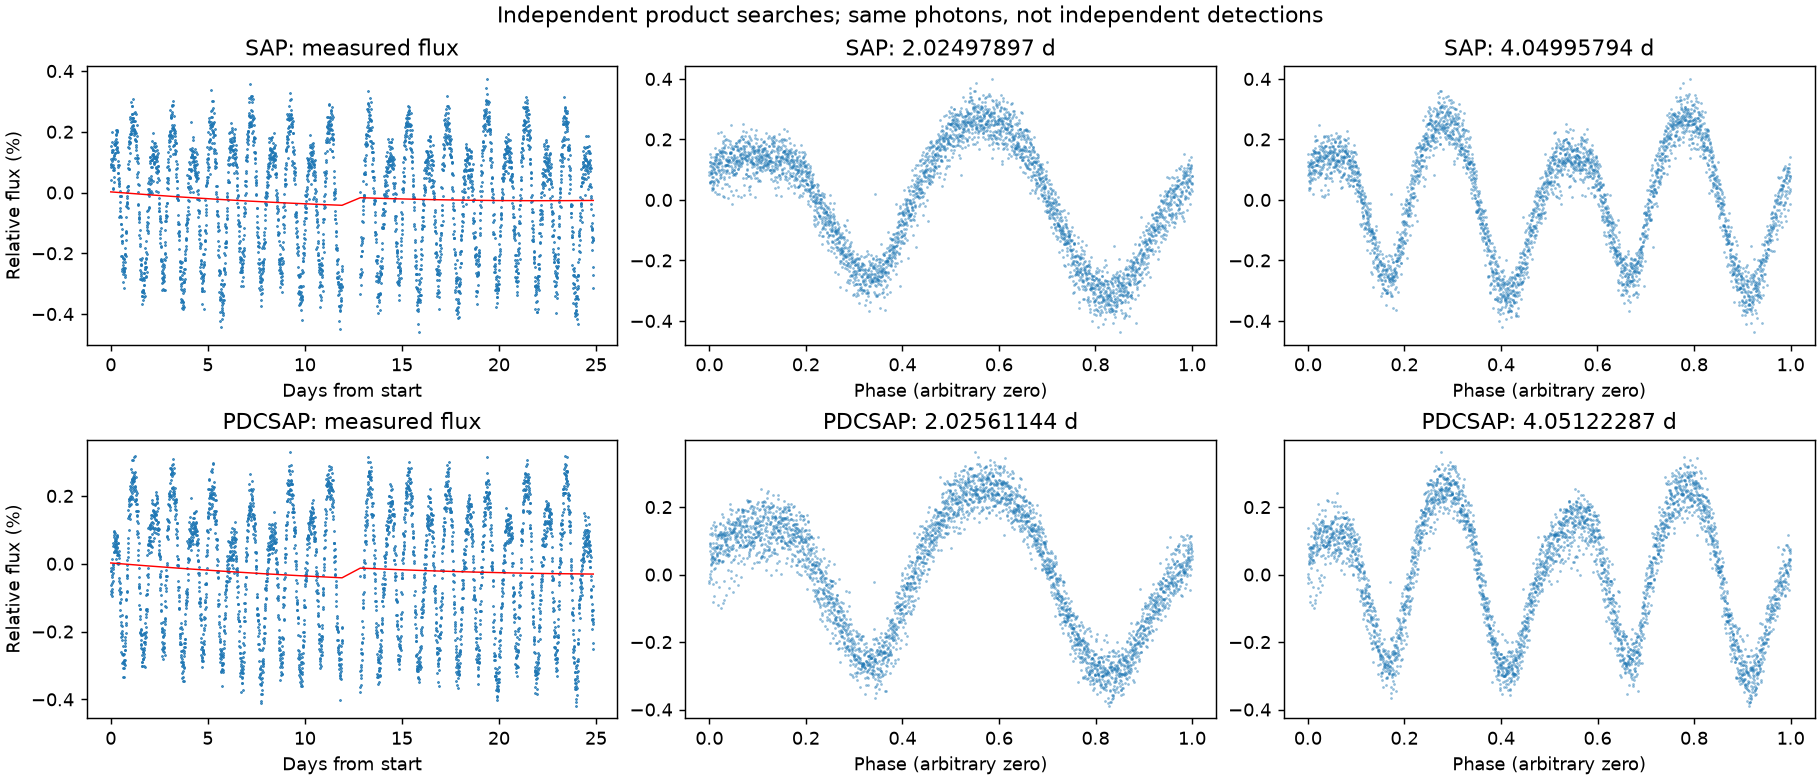 Independent product searches; same photons, not independent detections
SAP: measured flux
Relative flux (%)
0.4
0.2
0.0
−0.2
−0.4
0 5 10 15 20 25
Days from start
SAP: 2.02497897 d
0.4
0.2
0.0
−0.2
−0.4
0.0 0.2 0.4 0.6 0.8 1.0
Phase (arbitrary zero)
SAP: 4.04995794 d
0.4
0.2
0.0
−0.2
−0.4
0.0 0.2 0.4 0.6 0.8 1.0
Phase (arbitrary zero)
PDCSAP: measured flux
Relative flux (%)
0.2
0.0
−0.2
−0.4
0 5 10 15 20 25
Days from start
PDCSAP: 2.02561144 d
0.2
0.0
−0.2
−0.4
0.0 0.2 0.4 0.6 0.8 1.0
Phase (arbitrary zero)
PDCSAP: 4.05122287 d
0.2
0.0
−0.2
−0.4
0.0 0.2 0.4 0.6 0.8 1.0
Phase (arbitrary zero)